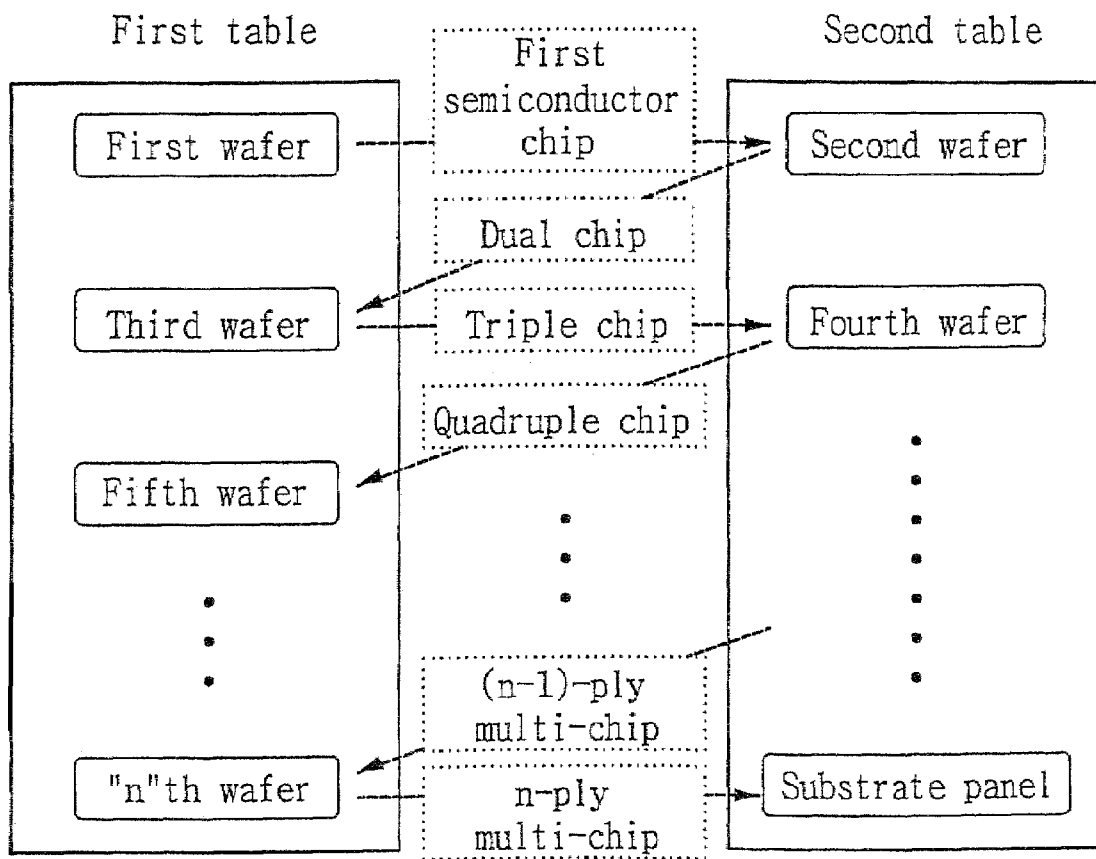 First table
Second table
First
semiconductor
chip
First wafer
Second wafer
Dual chip
Third wafer
Triple chip
Fourth wafer
Quadruple chip
Fifth wafer
(n-1)-ply
multi-chip
"n"th wafer
n-ply
multi-chip
Substrate panel